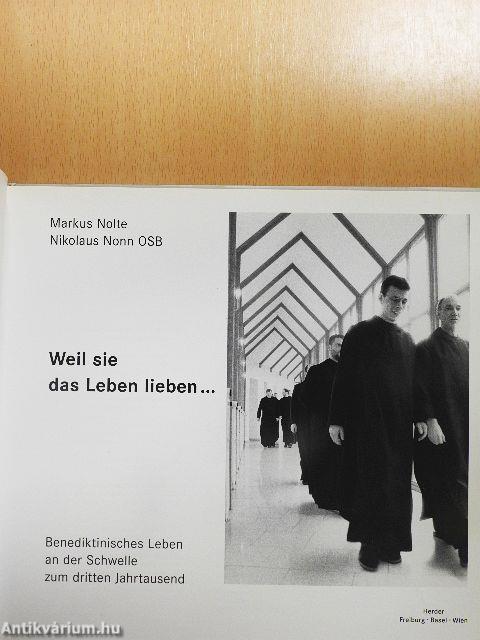 Markus Nolte
Nikolaus Nonn OSB
Weil sie
das Leben lieben...
Benediktinisches Leben
an der Schwelle
zum dritten Jahrtausend
Herder
Freiburg · Basel · Wien
Antikvárium.hu